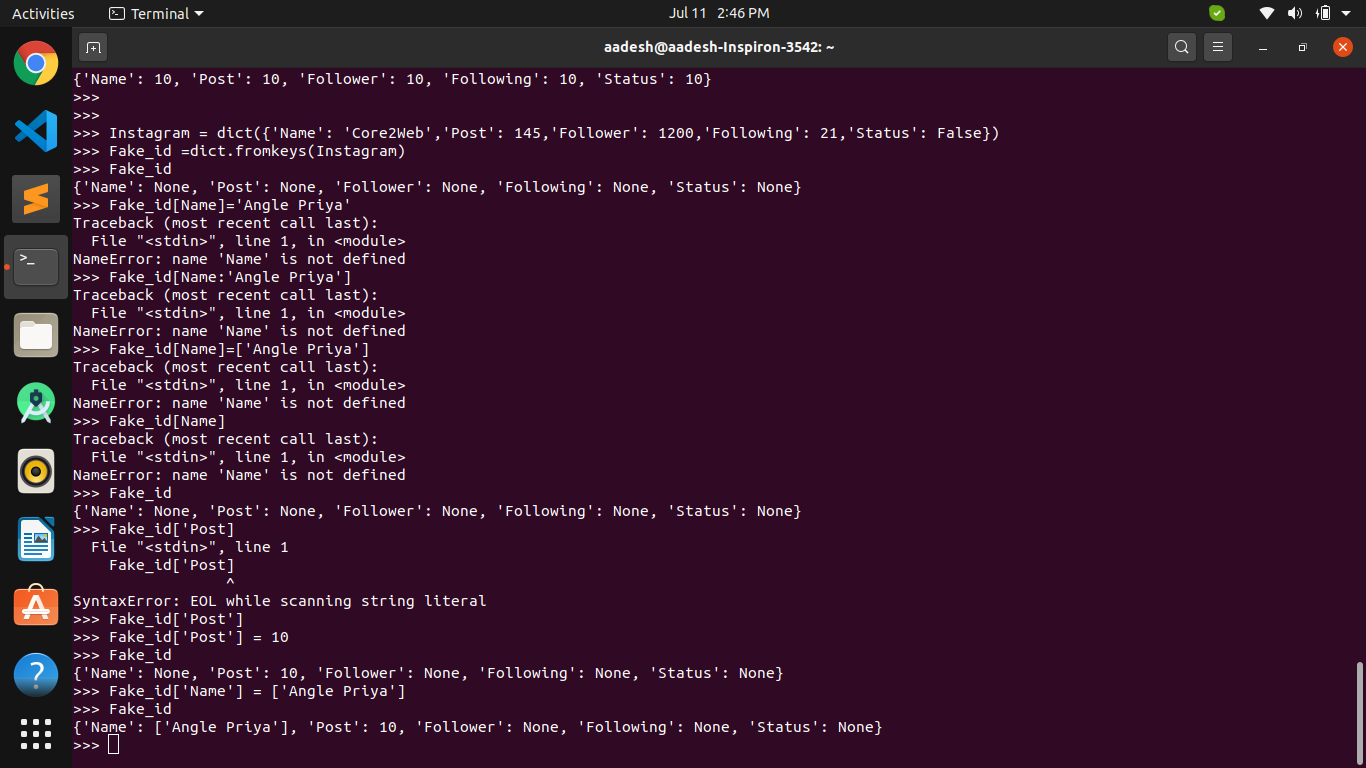 Activities
Terminal
Jul 11 2:46 PM
aadesh@aadesh-Inspiron-3542: ~
{'Name': 10, 'Post': 10, 'Follower': 10, 'Following': 10, 'Status': 10}
>>>
>>>
>>> Instagram = dict({'Name': 'Core2Web','Post': 145,'Follower': 1200,'Following': 21,'Status': False})
>>> Fake_id =dict.fromkeys(Instagram)
>>> Fake_id
{'Name': None, 'Post': None, 'Follower': None, 'Following': None, 'Status': None}
>>> Fake_id[Name]='Angle Priya'
Traceback (most recent call last):
  File "<stdin>", line 1, in <module>
NameError: name 'Name' is not defined
>>> Fake_id[Name:'Angle Priya']
Traceback (most recent call last):
  File "<stdin>", line 1, in <module>
NameError: name 'Name' is not defined
>>> Fake_id[Name]=['Angle Priya']
Traceback (most recent call last):
  File "<stdin>", line 1, in <module>
NameError: name 'Name' is not defined
>>> Fake_id[Name]
Traceback (most recent call last):
  File "<stdin>", line 1, in <module>
NameError: name 'Name' is not defined
>>> Fake_id
{'Name': None, 'Post': None, 'Follower': None, 'Following': None, 'Status': None}
>>> Fake_id['Post]
  File "<stdin>", line 1
    Fake_id['Post]
                 ^
SyntaxError: EOL while scanning string literal
>>> Fake_id['Post']
>>> Fake_id['Post'] = 10
>>> Fake_id
{'Name': None, 'Post': 10, 'Follower': None, 'Following': None, 'Status': None}
>>> Fake_id['Name'] = ['Angle Priya']
>>> Fake_id
{'Name': ['Angle Priya'], 'Post': 10, 'Follower': None, 'Following': None, 'Status': None}
>>>